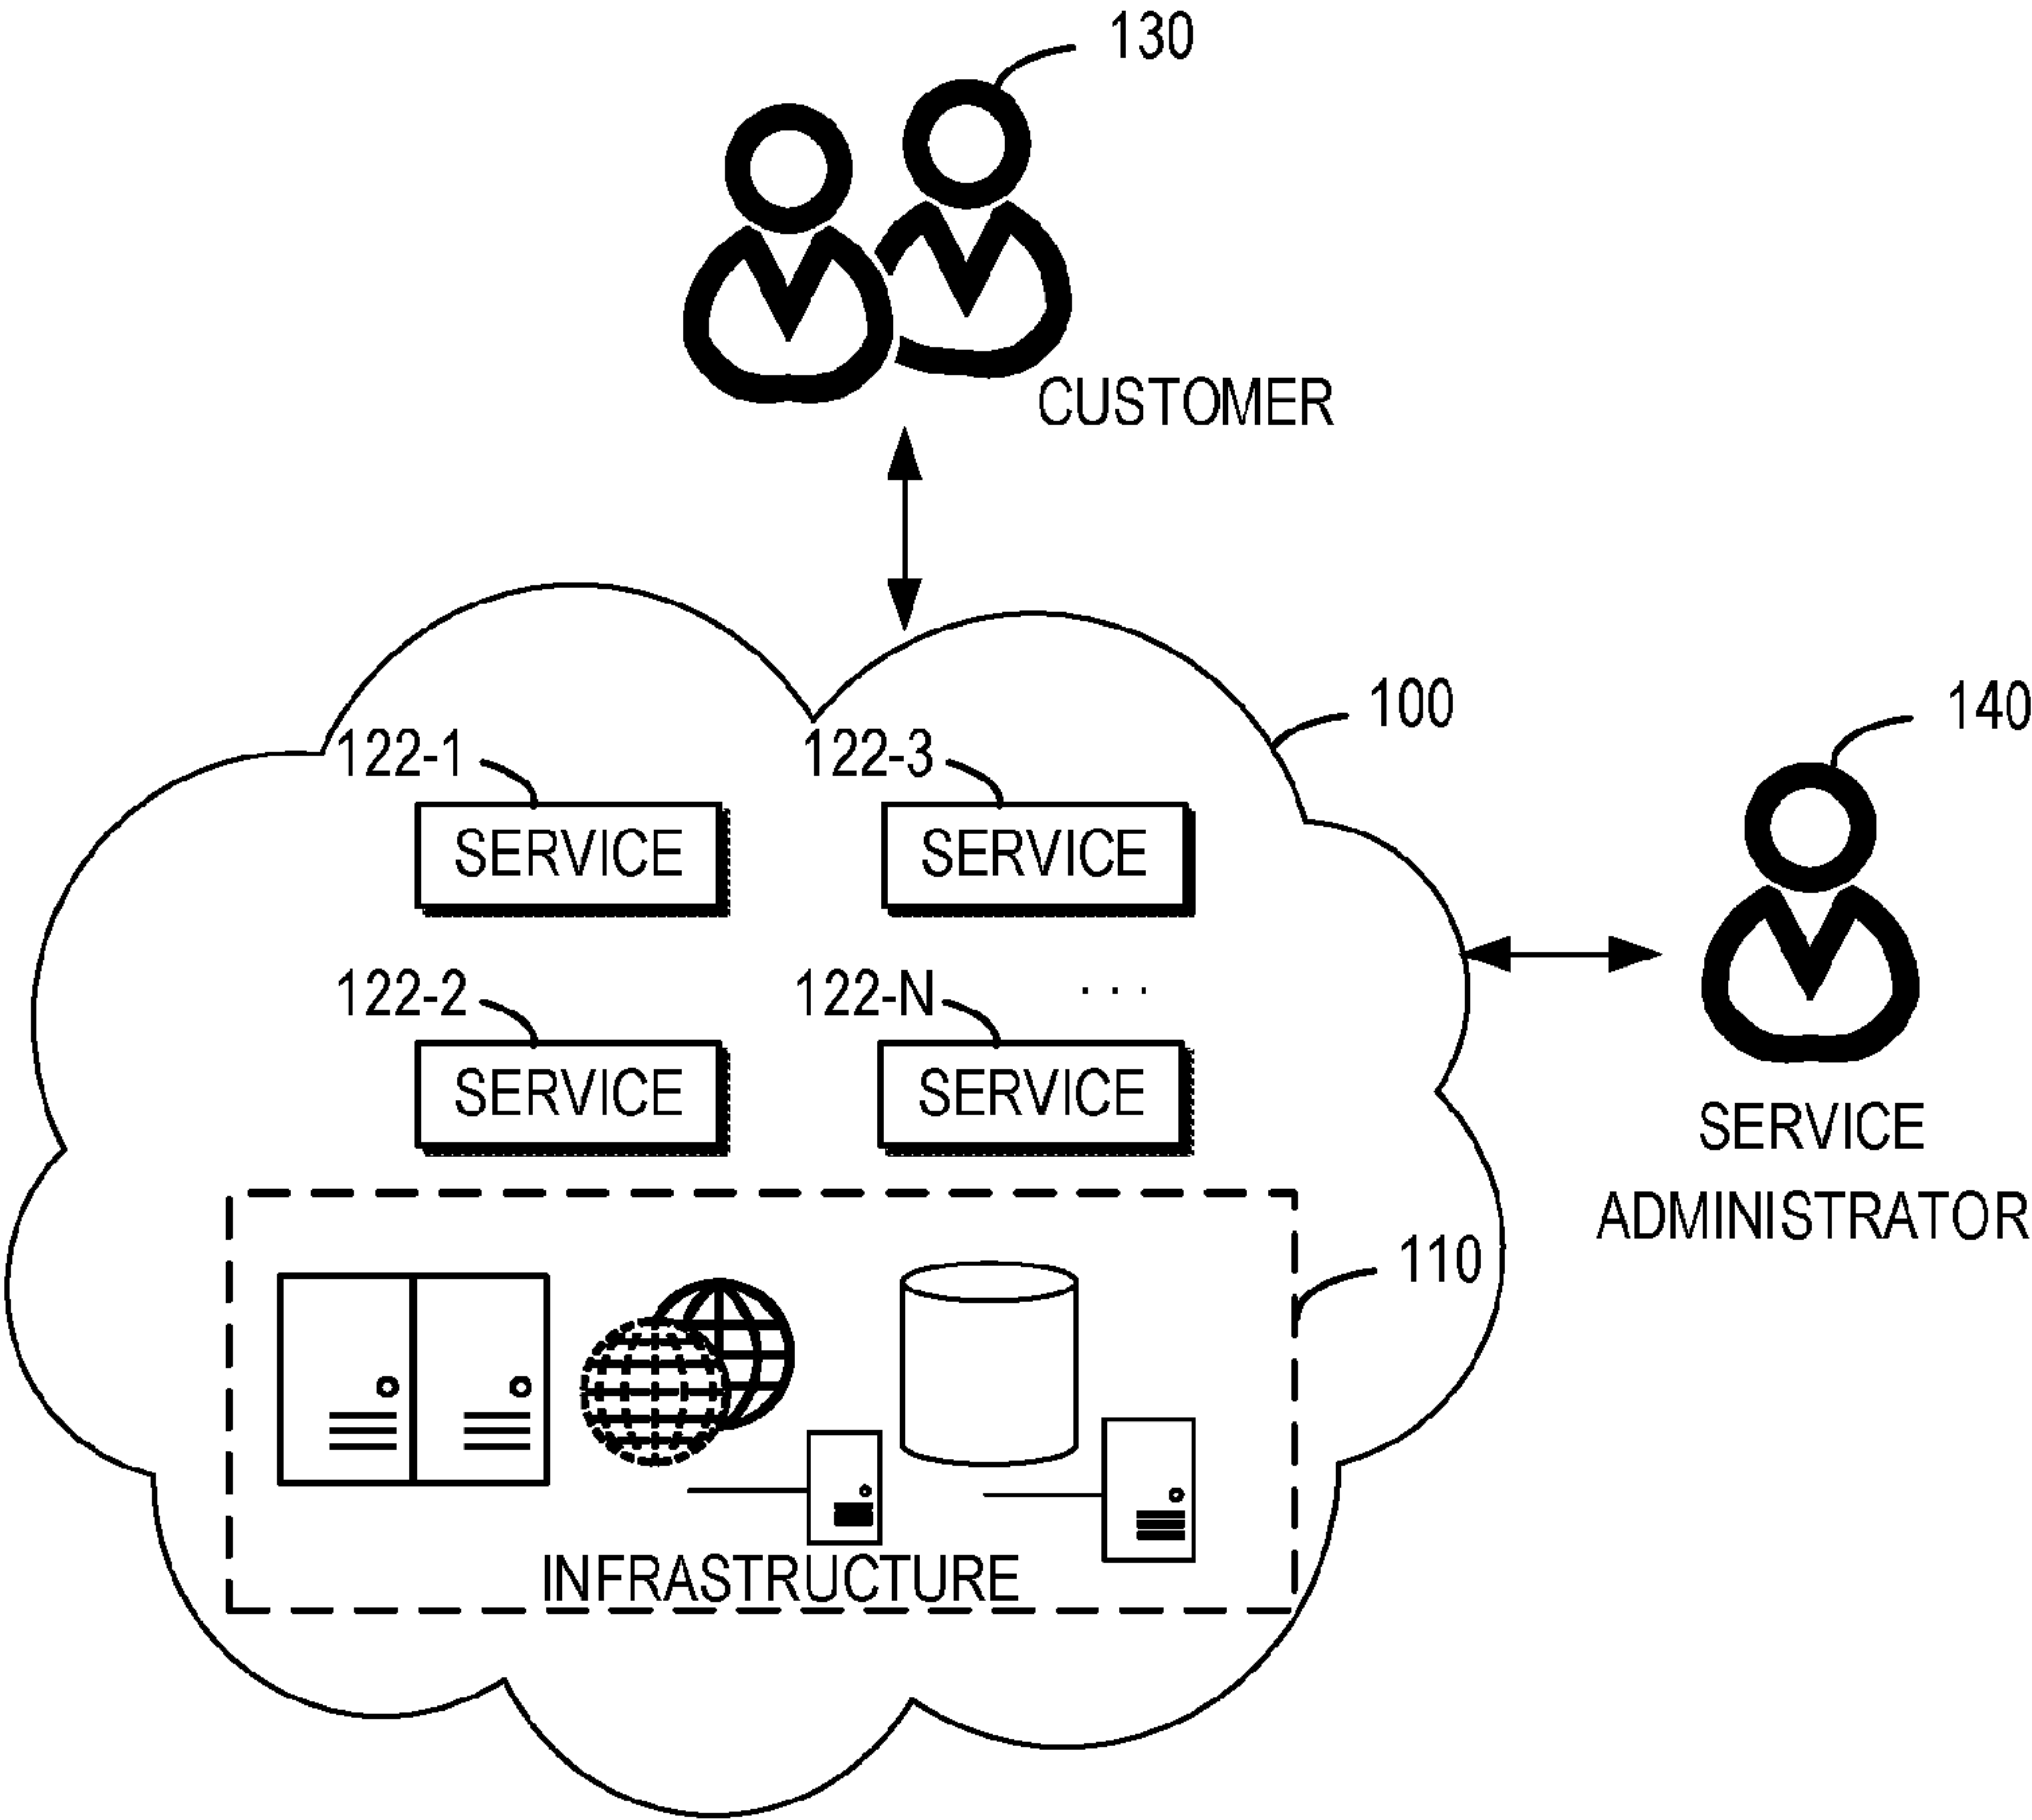 130
CUSTOMER
100
140
122-1
122-3
SERVICE
SERVICE
122-2
122-N
...
SERVICE
SERVICE
SERVICE
ADMINISTRATOR
110
INFRASTRUCTURE